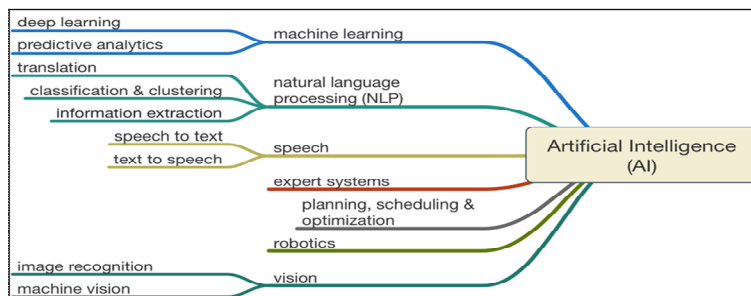 deep learning
predictive analytics
machine learning
translation
classification & clustering
information extraction
natural language
processing (NLP)
speech to text
text to speech
speech
expert systems
planning, scheduling &
optimization
robotics
image recognition
machine vision
vision
Artificial Intelligence
(AI)